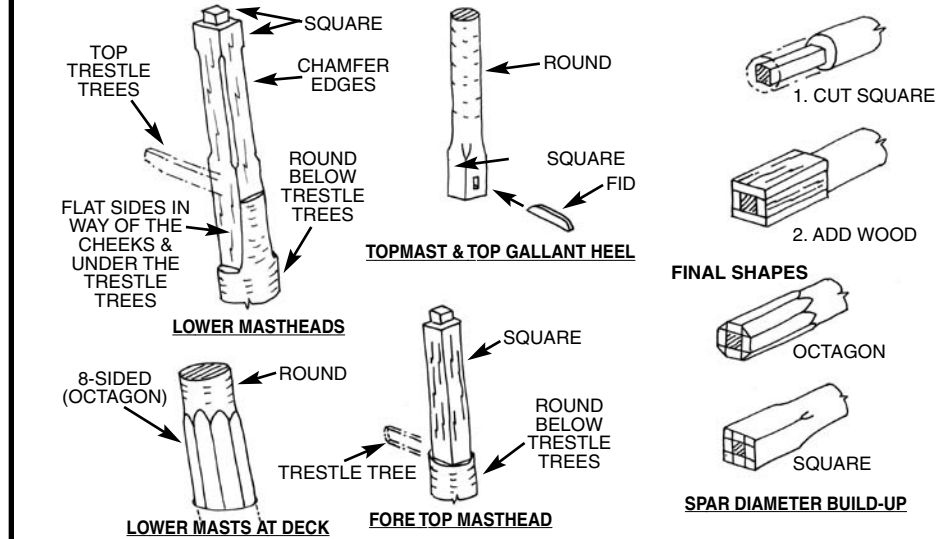 SQUARE
TOP
TRESTLE
TREES
CHAMFER
EDGES
ROUND
BELOW
TRESTLE
TREES
FLAT SIDES IN
WAY OF THE
CHEEKS &
UNDER THE
TRESTLE
TREES
LOWER MASTHEADS
ROUND
SQUARE
FID
TOPMAST & TOP GALLANT HEEL
1. CUT SQUARE
2. ADD WOOD
FINAL SHAPES
OCTAGON
SQUARE
SPAR DIAMETER BUILD-UP
8-SIDED
(OCTAGON)
ROUND
LOWER MASTS AT DECK
SQUARE
ROUND
BELOW
TRESTLE
TREES
TRESTLE TREE
FORE TOP MASTHEAD